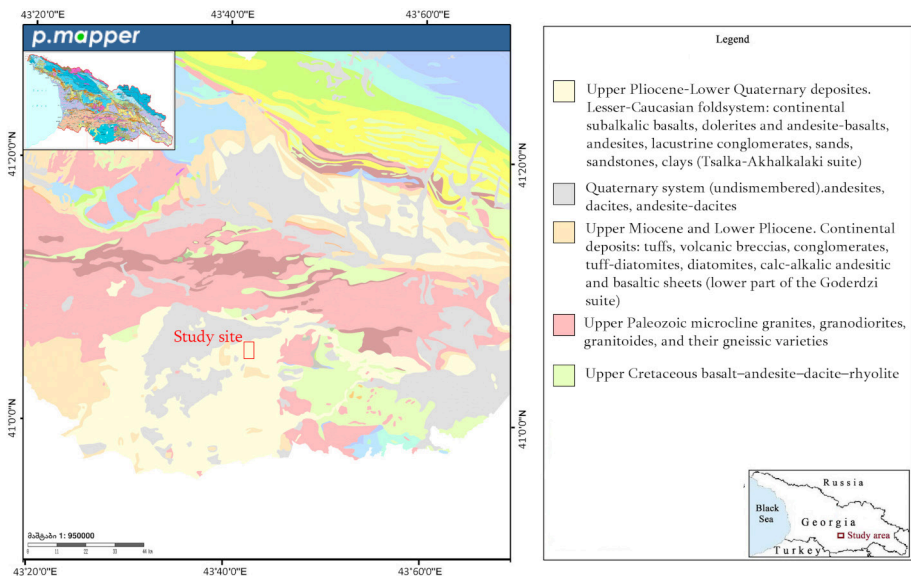 43°20'0"E
43°40'0"E
43°60'0"E
p.mapper
41°20'0"N
41°0'0"N
41°20'0"N
41°0'0"N
Study site
მასშტაბი 1: 950000
0 11 22 33 44 km
43°20'0"E
43°40'0"E
43°60'0"E
Legend
Upper Pliocene-Lower Quaternary deposites.
Lesser-Caucasian foldsystem: continental
subalkalic basalts, dolerites and andesite-basalts,
andesites, lacustrine conglomerates, sands,
sandstones, clays (Tsalka-Akhalkalaki suite)
Quaternary system (undismembered).andesites,
dacites, andesite-dacites
Upper Miocene and Lower Pliocene. Continental
deposits: tuffs, volcanic breccias, conglomerates,
tuff-diatomites, diatomites, calc-alkalic andesitic
and basaltic sheets (lower part of the Goderdzi
suite)
Upper Paleozoic microcline granites, granodiorites,
granitoides, and their gneissic varieties
Upper Cretaceous basalt–andesite–dacite–rhyolite
Russia
Black
Sea
Georgia
Study area
Turkey